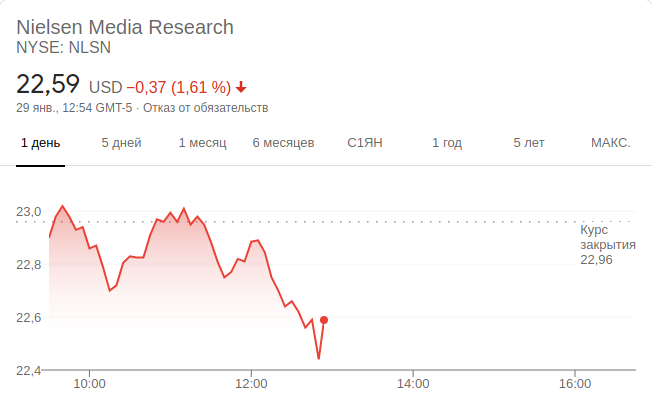 Nielsen Media Research
NYSE: NLSN
22,59 USD −0,37 (1,61 %)
29 янв., 12:54 GMT-5 · Отказ от обязательств
1 день 5 дней 1 месяц 6 месяцев С1ЯН 1 год 5 лет МАКС.
23,0
Курс
закрытия
22,96
22,8
22,6
22,4
10:00 12:00 14:00 16:00